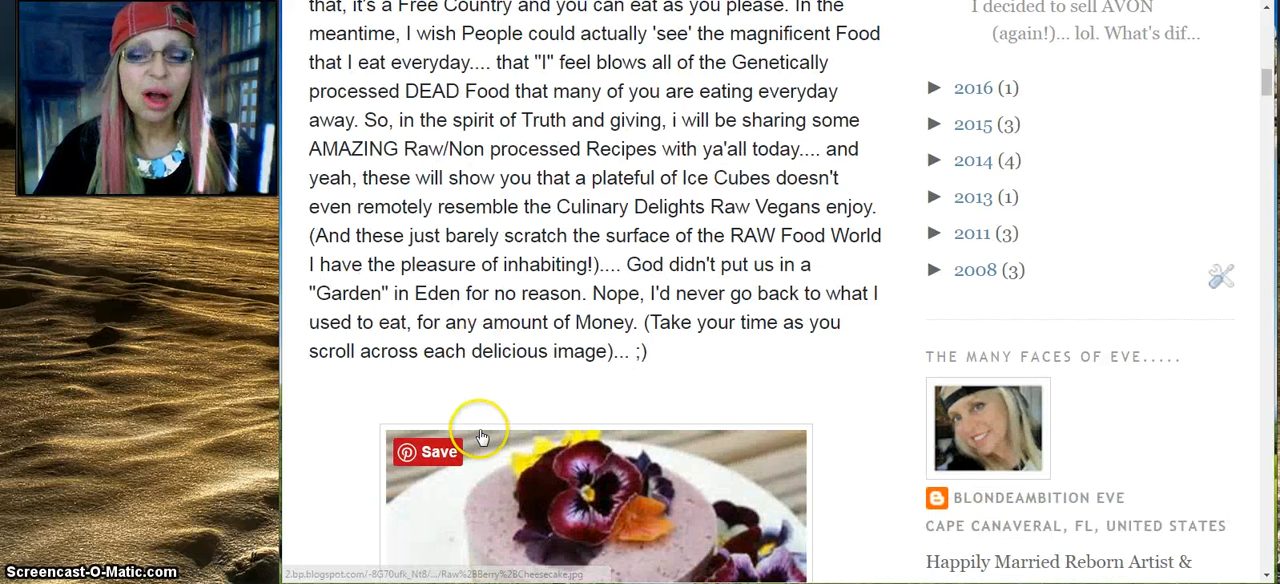 that, it's a Free Country and you can eat as you please. In the
meantime, I wish People could actually 'see' the magnificent Food
that I eat everyday.... that "I" feel blows all of the Genetically
processed DEAD Food that many of you are eating everyday
away. So, in the spirit of Truth and giving, i will be sharing some
AMAZING Raw/Non processed Recipes with ya'all today.... and
yeah, these will show you that a plateful of Ice Cubes doesn't
even remotely resemble the Culinary Delights Raw Vegans enjoy.
(And these just barely scratch the surface of the RAW Food World
I have the pleasure of inhabiting!).... God didn't put us in a
"Garden" in Eden for no reason. Nope, I'd never go back to what I
used to eat, for any amount of Money. (Take your time as you
scroll across each delicious image)... ;)
Save
2.bp.blogspot.com/-8G70ufk_Nt8/.../Raw%2BBerry%2BCheesecake.jpg
I decided to sell AVON
(again!)... lol. What's dif...
► 2016 (1)
► 2015 (3)
► 2014 (4)
► 2013 (1)
► 2011 (3)
► 2008 (3)
THE MANY FACES OF EVE.....
BLONDEAMBITION EVE
CAPE CANAVERAL, FL, UNITED STATES
Happily Married Reborn Artist &
Screencast-O-Matic.com